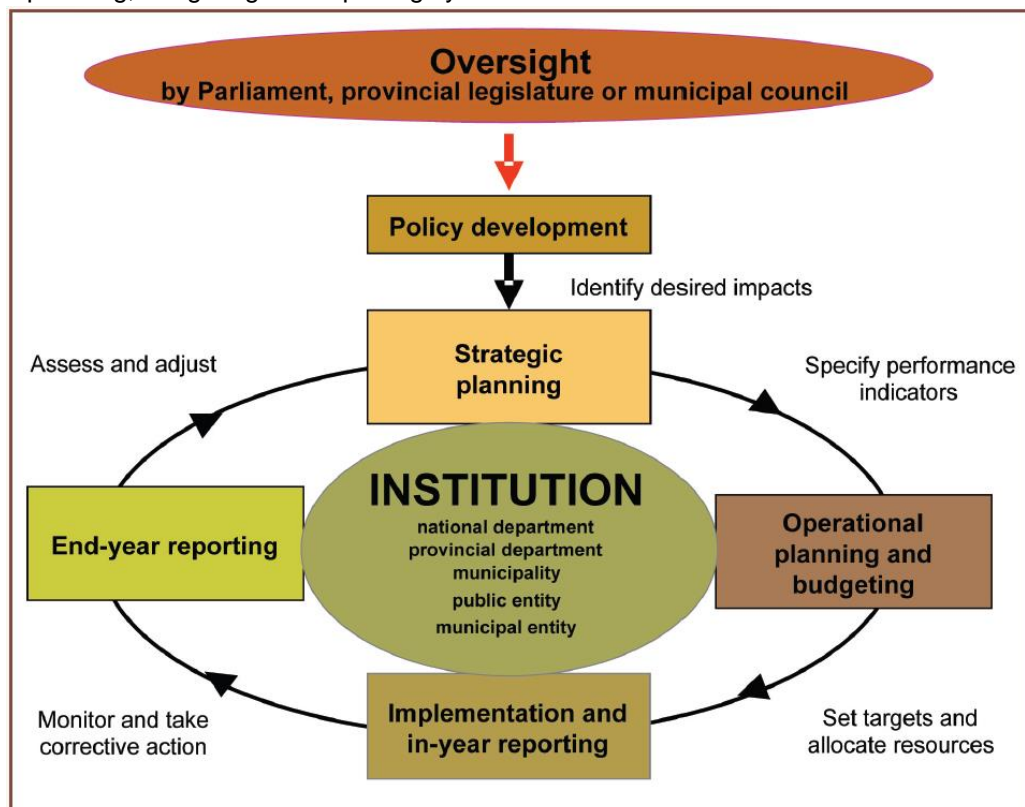 Oversight
by Parliament, provincial legislature or municipal council
Policy development
Identify desired impacts
Strategic
planning
Assess and adjust
Specify performance
indicators
INSTITUTION
national department
provincial department
municipality
public entity
municipal entity
End-year reporting
Operational
planning and
budgeting
Implementation and
in-year reporting
Monitor and take
corrective action
Set targets and
allocate resources